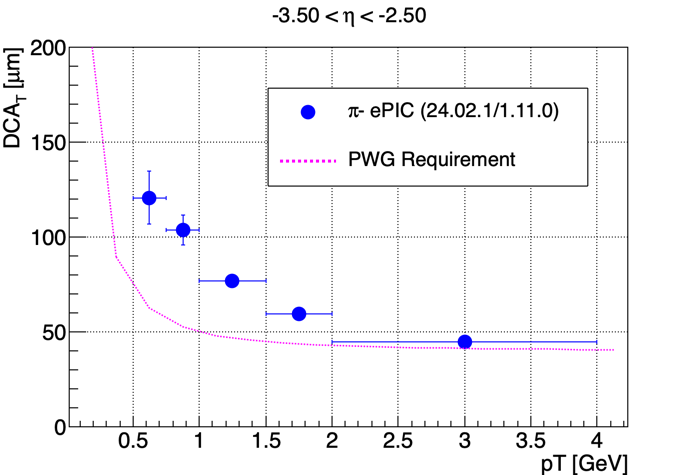 -3.50 < η < -2.50
DCA_T [μm]
200
150
100
50
0
π- ePIC (24.02.1/1.11.0)
PWG Requirement
0.5 1 1.5 2 2.5 3 3.5 4
pT [GeV]